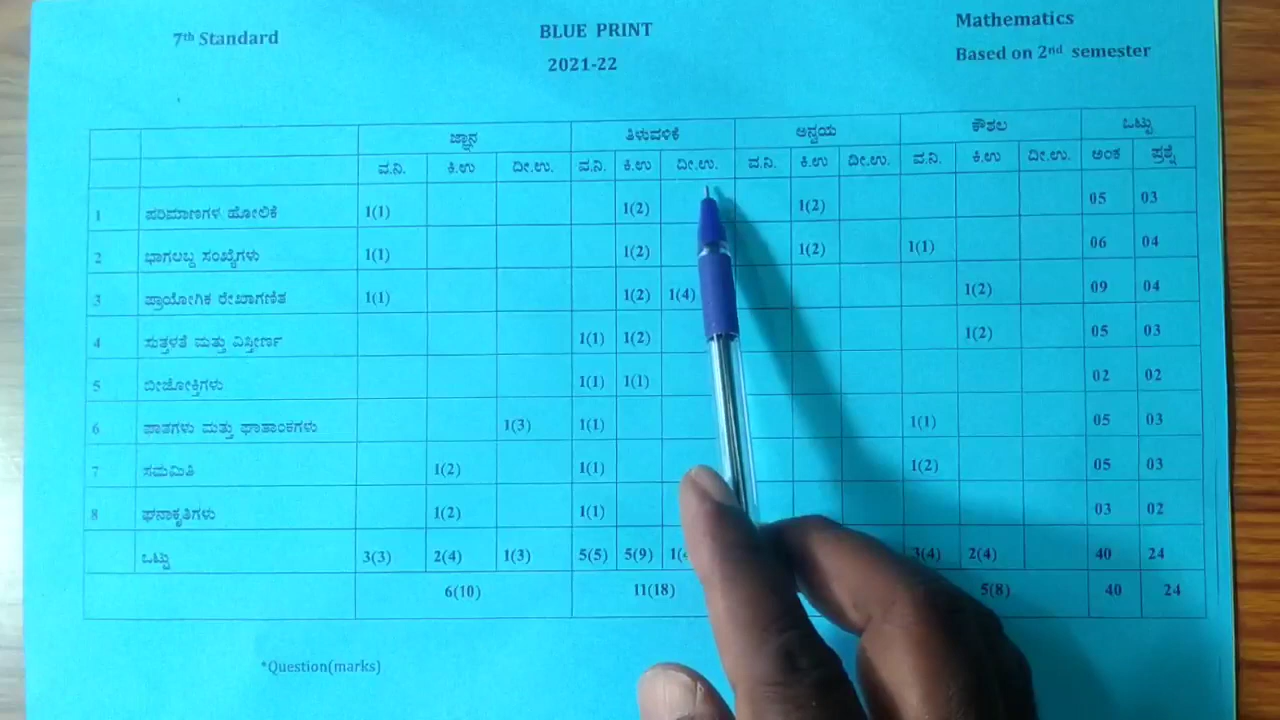 7th Standard BLUE PRINT Mathematics
2021-22 Based on 2nd semester
ಜ್ಞಾನ ತಿಳುವಳಿಕೆ ಅನ್ವಯ ಕೌಶಲ ಒಟ್ಟು
ವ.ನಿ. ಕಿ.ಉ ದೀ.ಉ. ವ.ನಿ. ಕಿ.ಉ ದೀ.ಉ. ವ.ನಿ. ಕಿ.ಉ ದೀ.ಉ. ವ.ನಿ. ಕಿ.ಉ ದೀ.ಉ. ಅಂಕ ಪ್ರಶ್ನೆ
1 ಪರಿಮಾಣಗಳ ಹೋಲಿಕೆ 1(1) 1(2) 1(2) 05 03
2 ಭಾಗಲಬ್ದ ಸಂಖ್ಯೆಗಳು 1(1) 1(2) 1(2) 1(1) 06 04
3 ಪ್ರಾಯೋಗಿಕ ರೇಖಾಗಣಿತ 1(1) 1(2) 1(4) 1(2) 09 04
4 ಸುತ್ತಳತೆ ಮತ್ತು ವಿಸ್ತೀರ್ಣ 1(1) 1(2) 1(2) 05 03
5 ಬೀಜೋಕ್ತಿಗಳು 1(1) 1(1) 02 02
6 ಘಾತಗಳು ಮತ್ತು ಘಾತಾಂಕಗಳು 1(3) 1(1) 1(1) 05 03
7 ಸಮಮಿತಿ 1(2) 1(1) 1(2) 05 03
8 ಘನಾಕೃತಿಗಳು 1(2) 1(1) 03 02
ಒಟ್ಟು 3(3) 2(4) 1(3) 5(5) 5(9) 3(4) 2(4) 40 24
6(10) 11(18) 5(8) 40 24
*Question(marks)